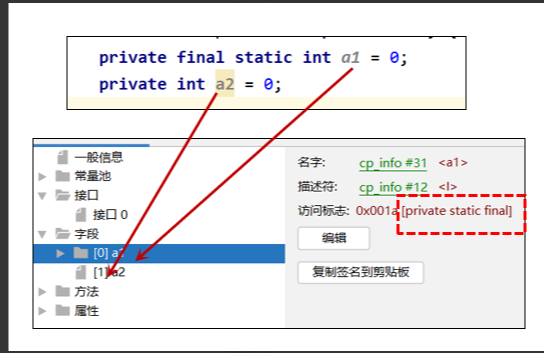 private final static int a1 = 0;
private int a2 = 0;
一般信息
常量池
接口
接口 0
字段
[0] a1
[1] a2
方法
属性
名字: cp_info #31 <a1>
描述符: cp_info #12 <I>
访问标志: 0x001a [private static final]
编辑
复制签名到剪贴板